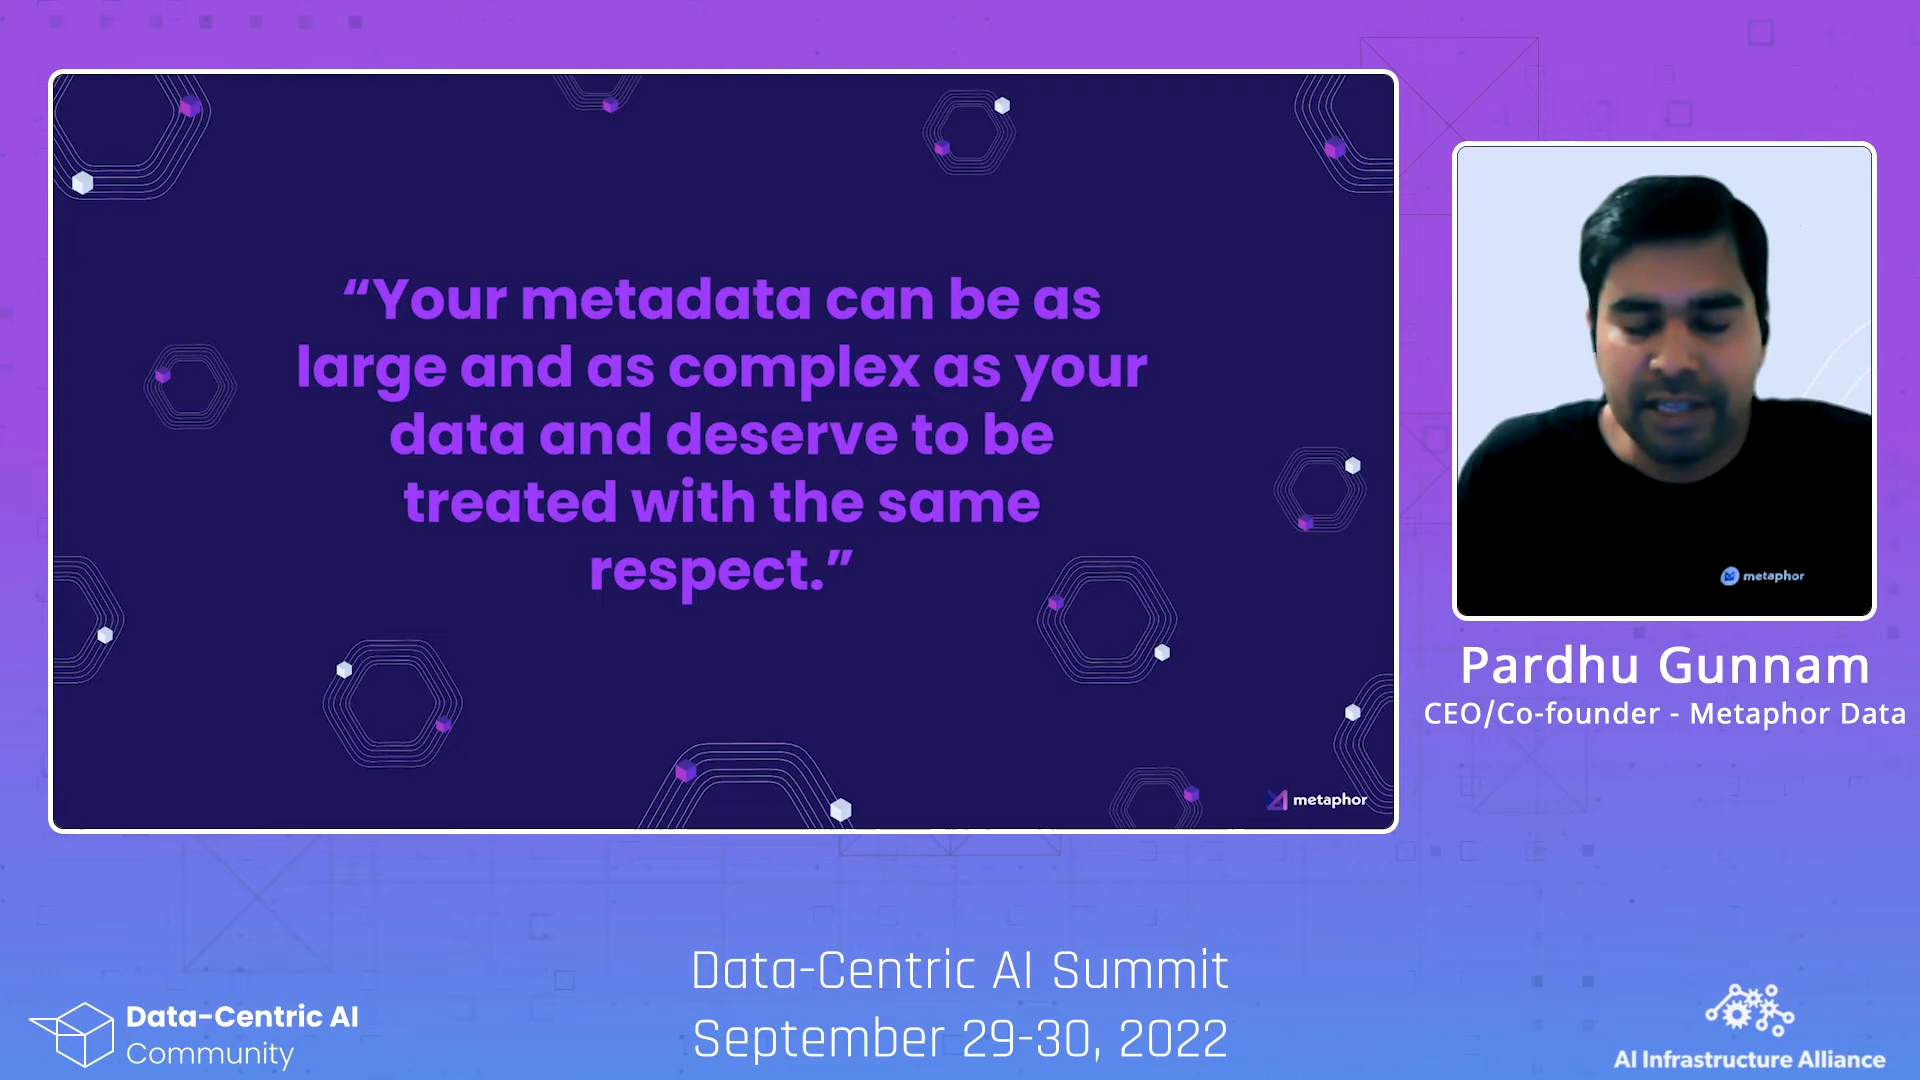 “Your metadata can be as
large and as complex as your
data and deserve to be
treated with the same
respect.”
metaphor
metaphor
Pardhu Gunnam
CEO/Co-founder - Metaphor Data
Data-Centric AI Summit
September 29-30, 2022
Data-Centric AI
Community
AI Infrastructure Alliance